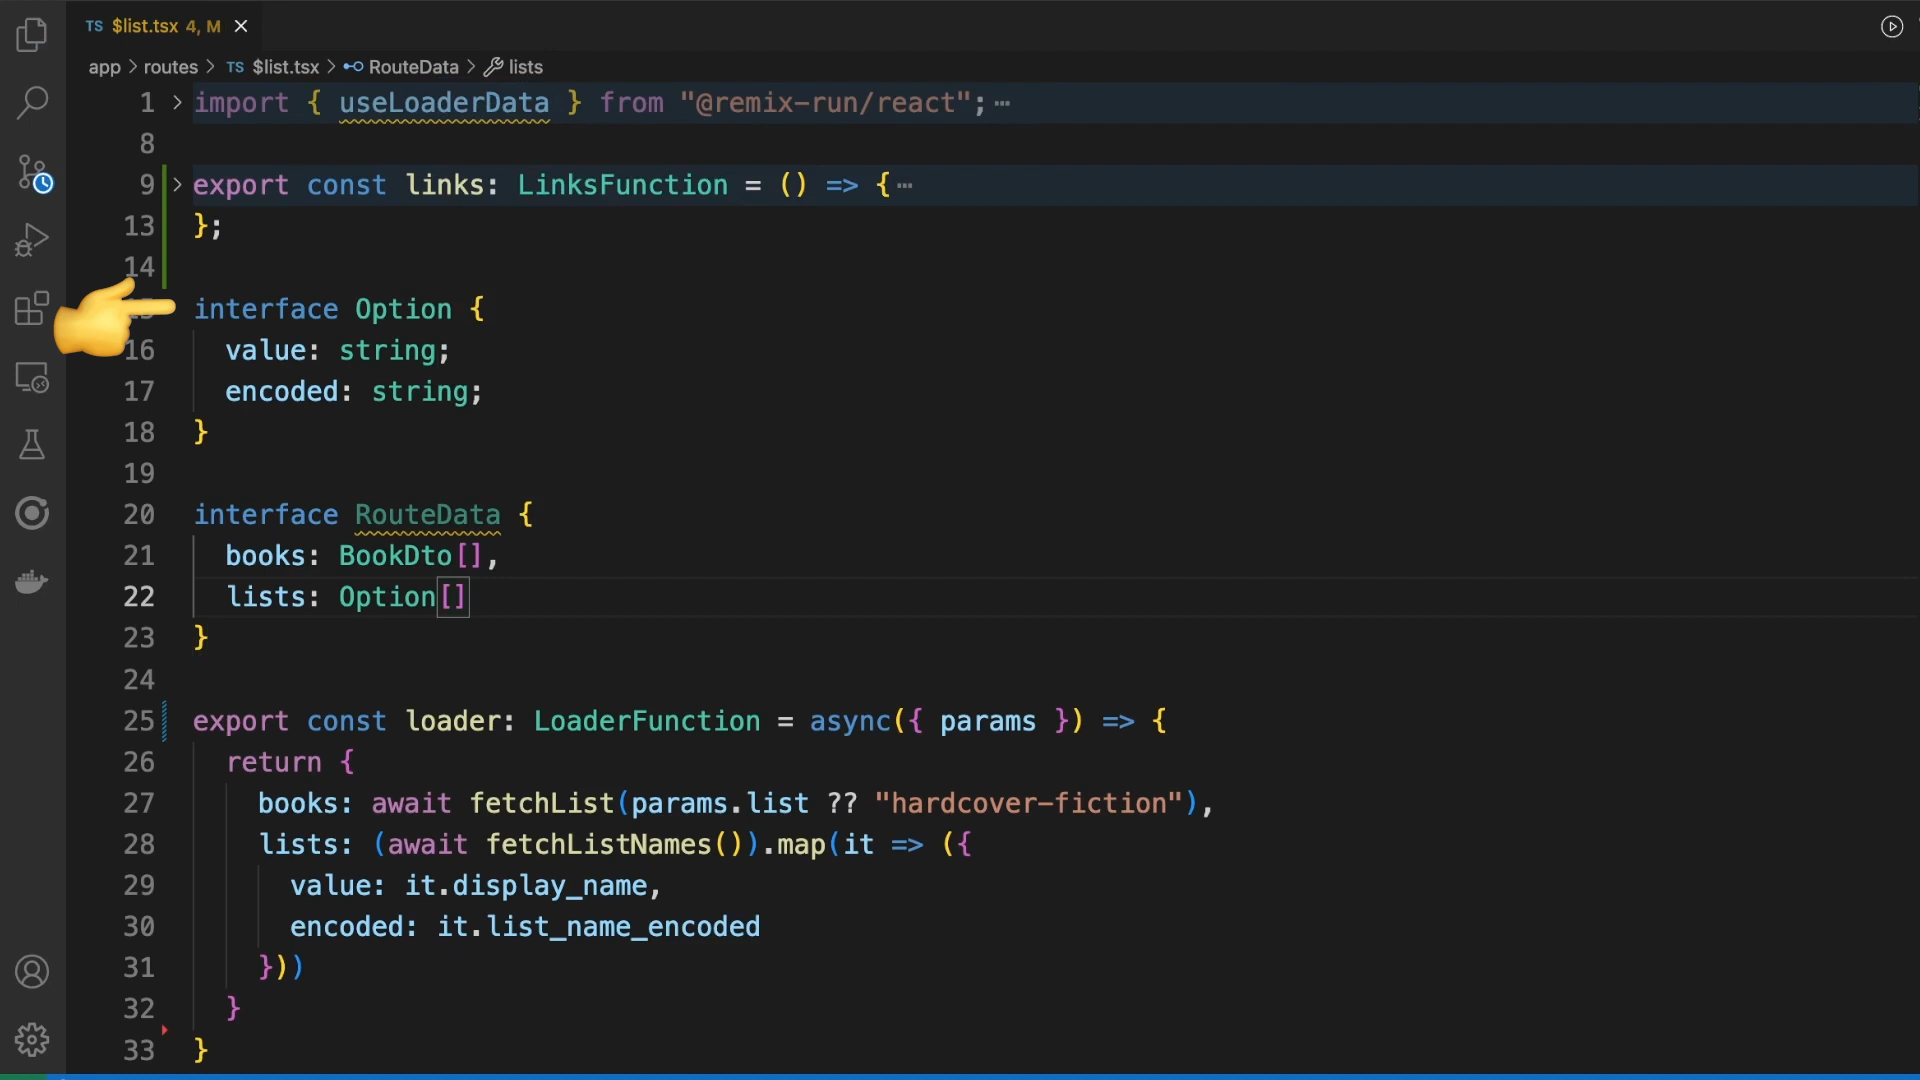 TS $list.tsx 4, M ×
app > routes > TS $list.tsx > RouteData > lists
1 > import { useLoaderData } from "@remix-run/react";⋯
8
9 > export const links: LinksFunction = () => {⋯
13 };
14
15 interface Option {
16 value: string;
17 encoded: string;
18 }
19
20 interface RouteData {
21 books: BookDto[],
22 lists: Option[]
23 }
24
25 export const loader: LoaderFunction = async({ params }) => {
26 return {
27 books: await fetchList(params.list ?? "hardcover-fiction"),
28 lists: (await fetchListNames()).map(it => ({
29 value: it.display_name,
30 encoded: it.list_name_encoded
31 }))
32 }
33 }